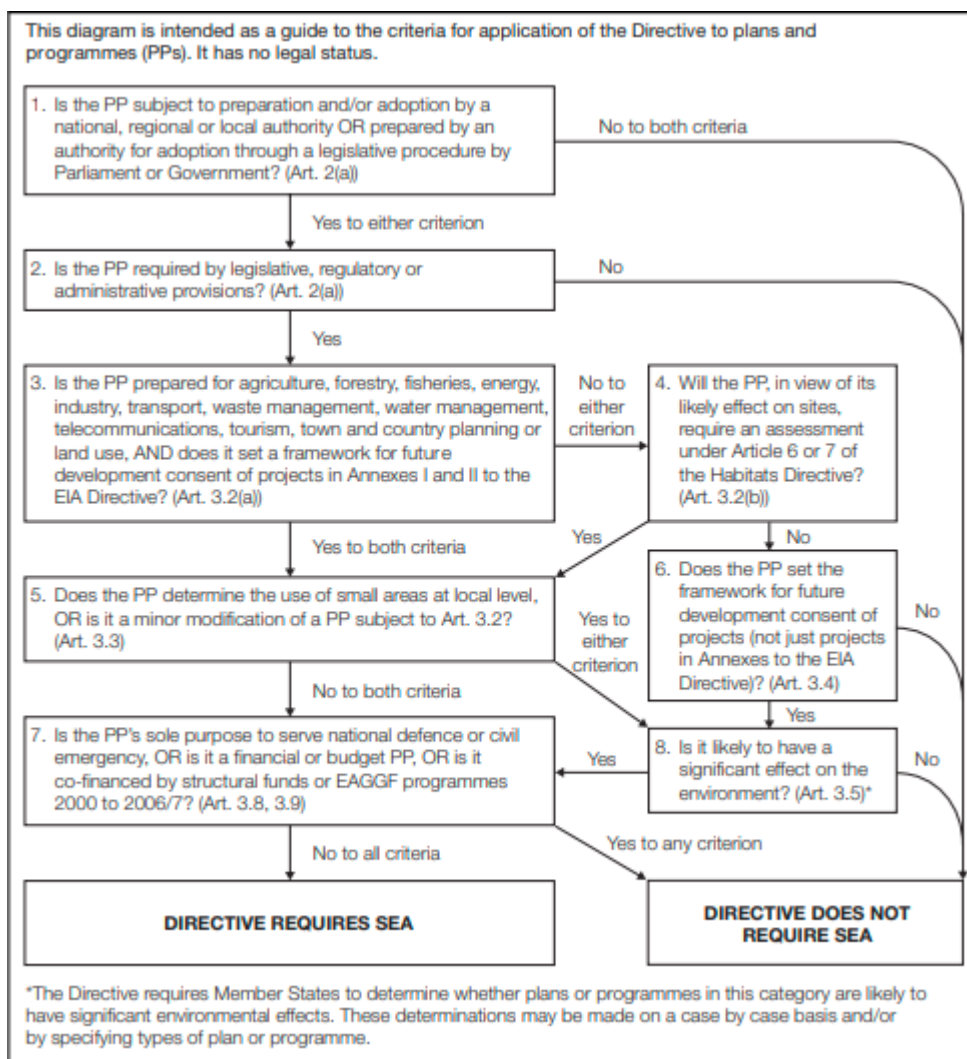 This diagram is intended as a guide to the criteria for application of the Directive to plans and
programmes (PPs). It has no legal status.
1. Is the PP subject to preparation and/or adoption by a
national, regional or local authority OR prepared by an
authority for adoption through a legislative procedure by
Parliament or Government? (Art. 2(a))
No to both criteria
Yes to either criterion
2. Is the PP required by legislative, regulatory or
administrative provisions? (Art. 2(a))
No
Yes
3. Is the PP prepared for agriculture, forestry, fisheries, energy,
industry, transport, waste management, water management,
telecommunications, tourism, town and country planning or
land use, AND does it set a framework for future
development consent of projects in Annexes I and II to the
EIA Directive? (Art. 3.2(a))
No to
either
criterion
4. Will the PP, in view of its
likely effect on sites,
require an assessment
under Article 6 or 7 of
the Habitats Directive?
(Art. 3.2(b))
Yes to both criteria
Yes
No
5. Does the PP determine the use of small areas at local level,
OR is it a minor modification of a PP subject to Art. 3.2?
(Art. 3.3)
Yes to
either
criterion
6. Does the PP set the
framework for future
development consent of
projects (not just projects
in Annexes to the EIA
Directive)? (Art. 3.4)
No
No to both criteria
Yes
7. Is the PP's sole purpose to serve national defence or civil
emergency, OR is it a financial or budget PP, OR is it
co-financed by structural funds or EAGGF programmes
2000 to 2006/7? (Art. 3.8, 3.9)
Yes
8. Is it likely to have a
significant effect on the
environment? (Art. 3.5)*
No
No to all criteria
Yes to any criterion
DIRECTIVE REQUIRES SEA
DIRECTIVE DOES NOT
REQUIRE SEA
*The Directive requires Member States to determine whether plans or programmes in this category are likely to
have significant environmental effects. These determinations may be made on a case by case basis and/or
by specifying types of plan or programme.